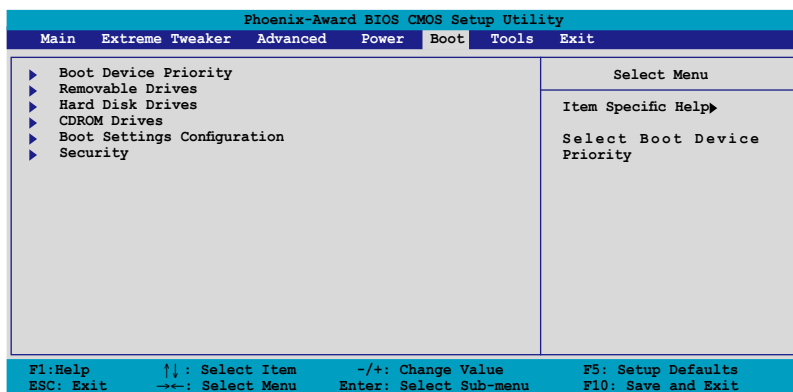 Phoenix-Award BIOS CMOS Setup Utility
Main Extreme Tweaker Advanced Power Boot Tools Exit
Boot Device Priority
Removable Drives
Hard Disk Drives
CDROM Drives
Boot Settings Configuration
Security
Select Menu
Item Specific Help▶
Select Boot Device
Priority
F1:Help ↑↓ : Select Item -/+: Change Value F5: Setup Defaults
ESC: Exit →←: Select Menu Enter: Select Sub-menu F10: Save and Exit